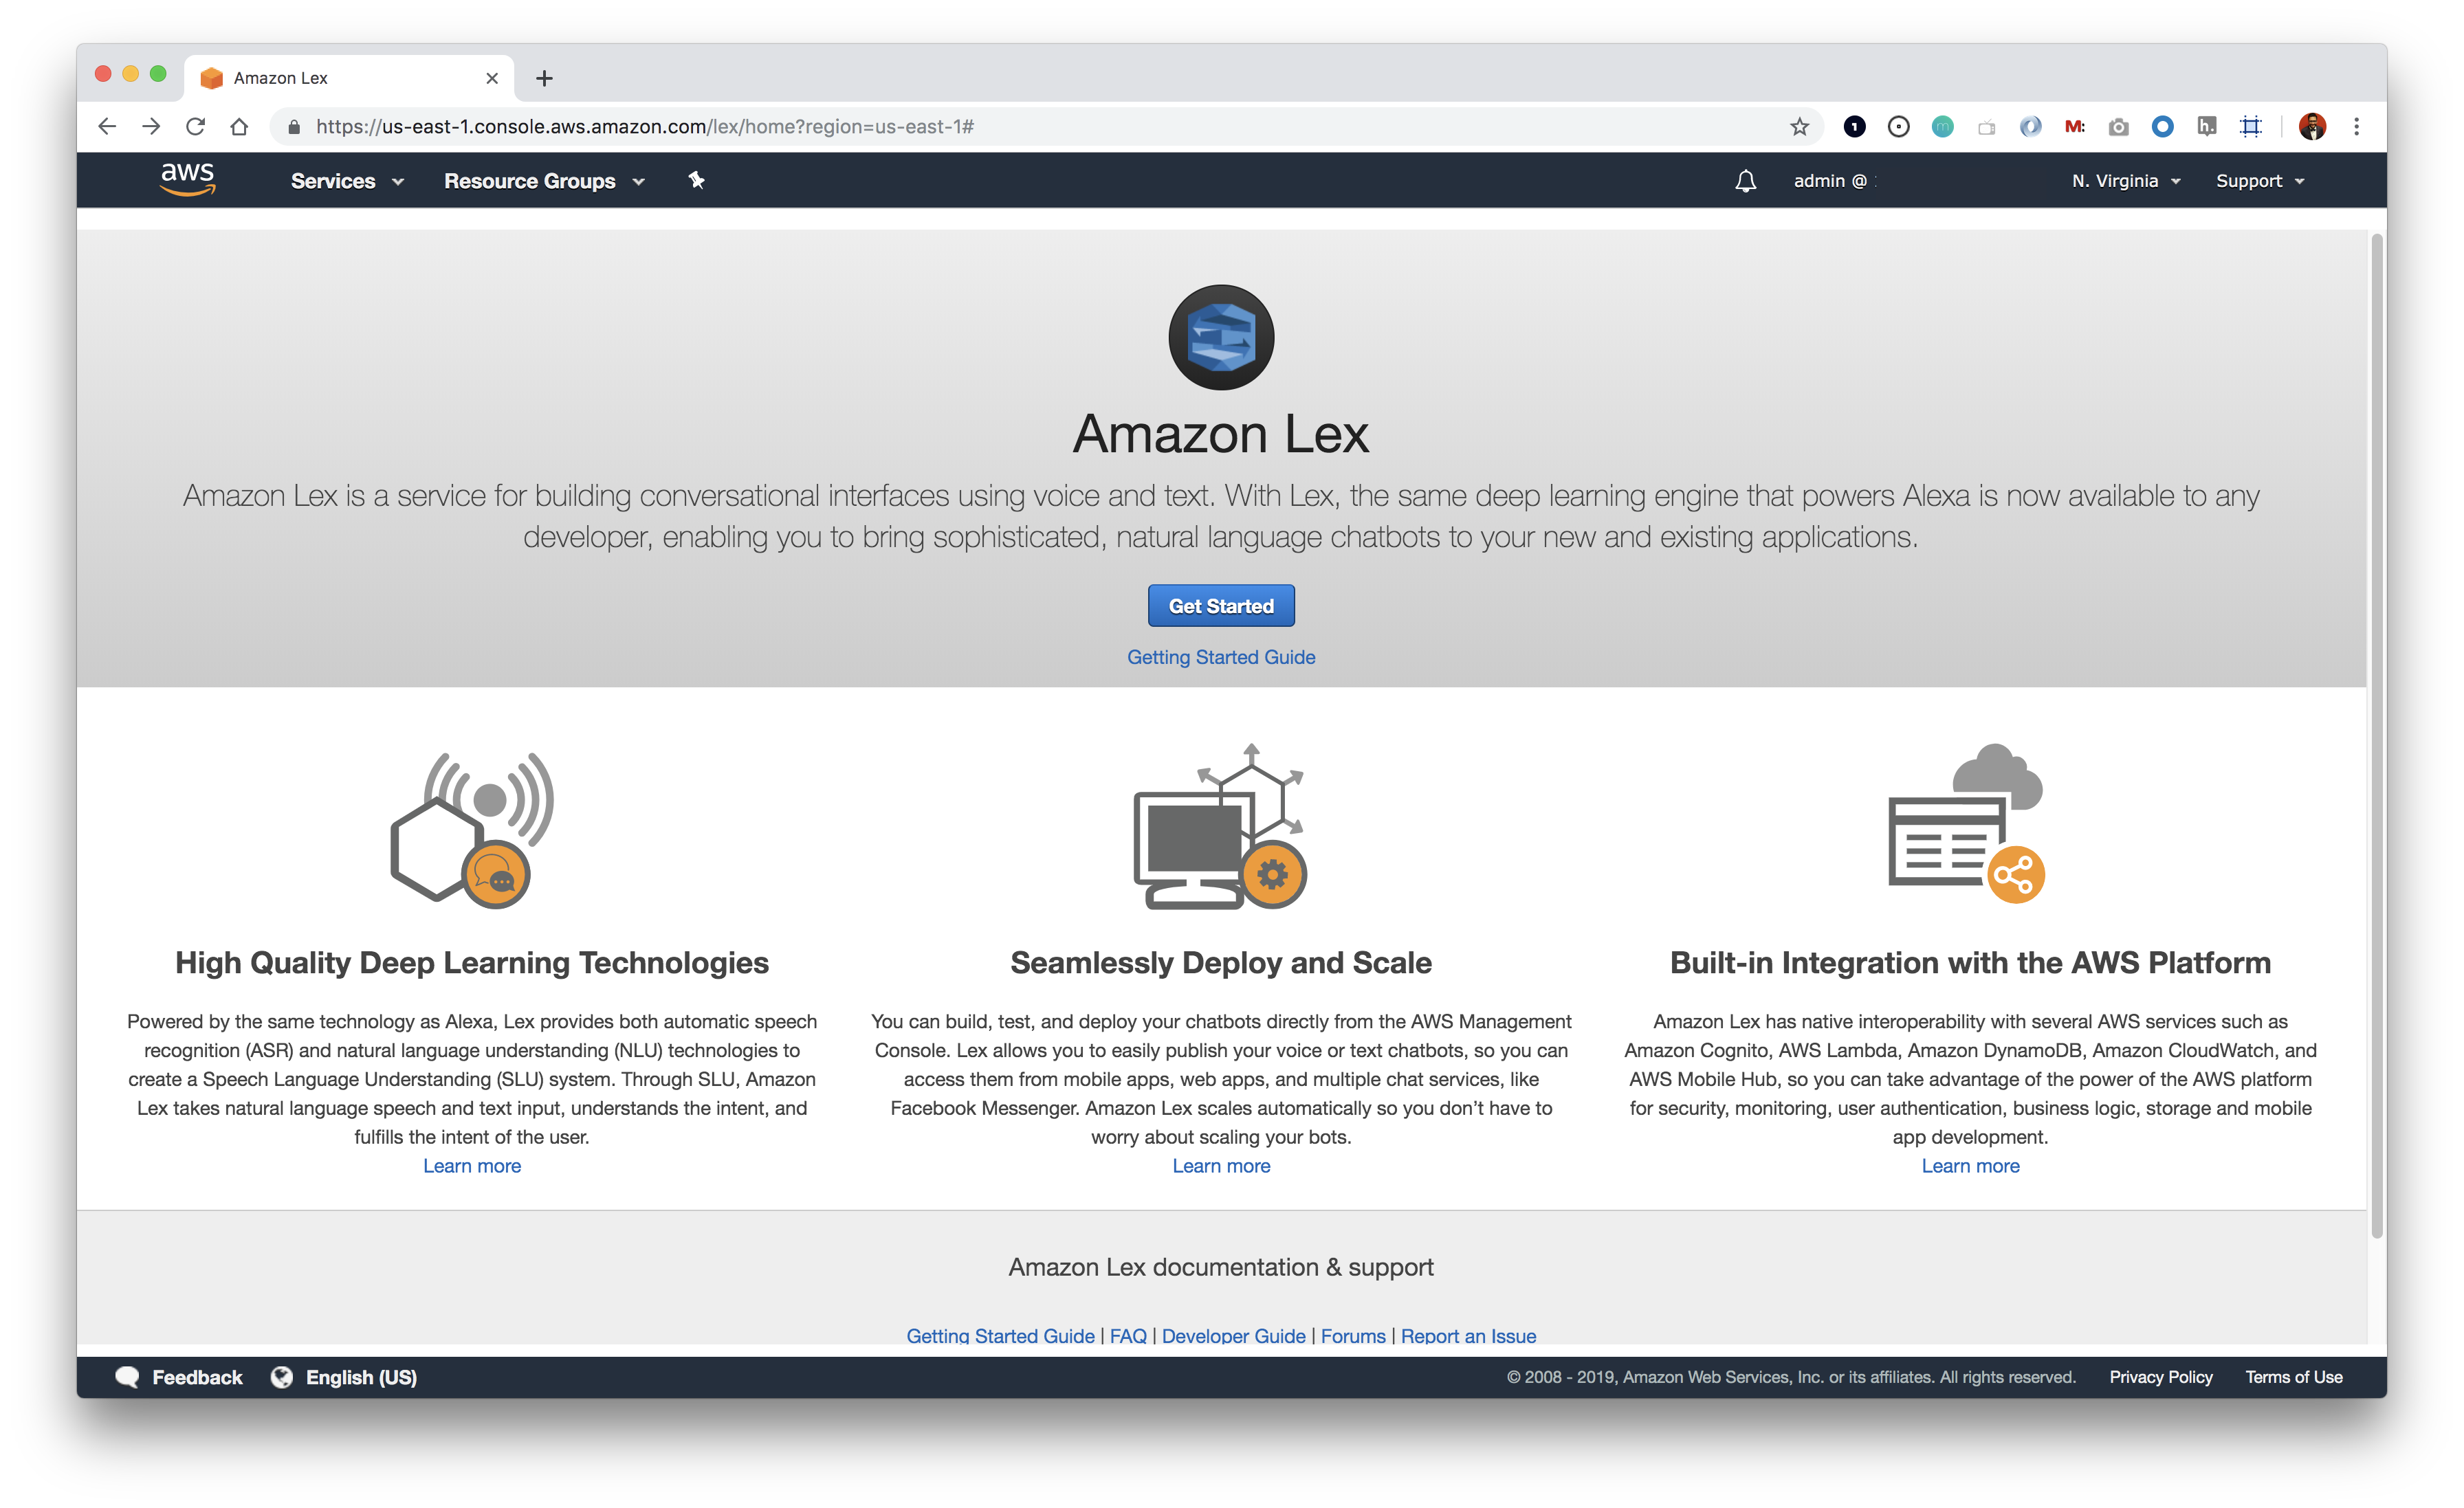 Amazon Lex
https://us-east-1.console.aws.amazon.com/lex/home?region=us-east-1#
1
m
M:
h.
aws
Services
Resource Groups
admin @
N. Virginia
Support
Amazon Lex
Amazon Lex is a service for building conversational interfaces using voice and text. With Lex, the same deep learning engine that powers Alexa is now available to any
developer, enabling you to bring sophisticated, natural language chatbots to your new and existing applications.
Get Started
Getting Started Guide
High Quality Deep Learning Technologies
Powered by the same technology as Alexa, Lex provides both automatic speech
recognition (ASR) and natural language understanding (NLU) technologies to
create a Speech Language Understanding (SLU) system. Through SLU, Amazon
Lex takes natural language speech and text input, understands the intent, and
fulfills the intent of the user.
Learn more
Seamlessly Deploy and Scale
You can build, test, and deploy your chatbots directly from the AWS Management
Console. Lex allows you to easily publish your voice or text chatbots, so you can
access them from mobile apps, web apps, and multiple chat services, like
Facebook Messenger. Amazon Lex scales automatically so you don’t have to
worry about scaling your bots.
Learn more
Built-in Integration with the AWS Platform
Amazon Lex has native interoperability with several AWS services such as
Amazon Cognito, AWS Lambda, Amazon DynamoDB, Amazon CloudWatch, and
AWS Mobile Hub, so you can take advantage of the power of the AWS platform
for security, monitoring, user authentication, business logic, storage and mobile
app development.
Learn more
Amazon Lex documentation & support
Getting Started Guide | FAQ | Developer Guide | Forums | Report an Issue
Feedback
English (US)
© 2008 - 2019, Amazon Web Services, Inc. or its affiliates. All rights reserved.
Privacy Policy
Terms of Use